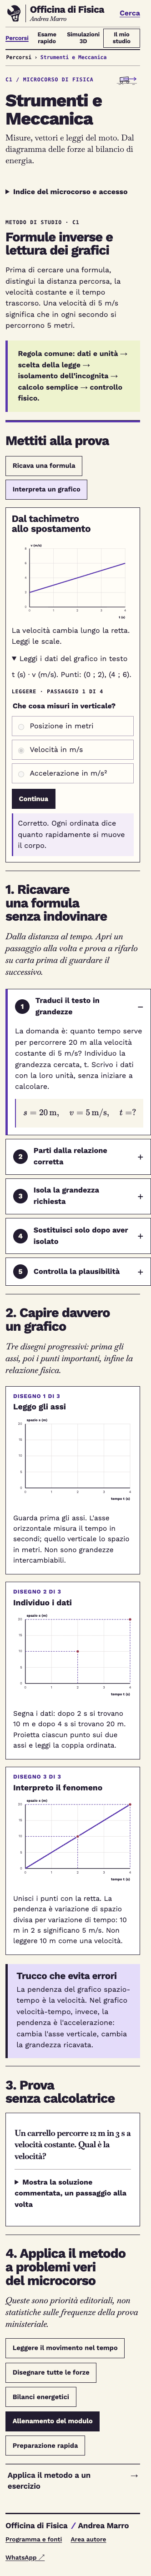 Officina di Fisica
Andrea Marro
Cerca
Percorsi
Esame
rapido
Simulazioni
3D
Il mio
studio
Percorsi › Strumenti e Meccanica
C1 / MICROCORSO DI FISICA
Strumenti e
Meccanica
Misure, vettori e leggi del moto. Dal
diagramma delle forze al bilancio di
energia.
▶ Indice del microcorso e accesso
METODO DI STUDIO · C1
Formule inverse e
lettura dei grafici
Prima di cercare una formula,
distingui la distanza percorsa, la
velocità costante e il tempo
trascorso. Una velocità di 5 m/s
significa che in ogni secondo si
percorrono 5 metri.
Regola comune: dati e unità →
scelta della legge →
isolamento dell'incognita →
calcolo semplice → controllo
fisico.
Mettiti alla prova
Ricava una formula
Interpreta un grafico
Dal tachimetro
allo spostamento
v (m/s)
t (s)
La velocità cambia lungo la retta.
Leggi le scale.
▼ Leggi i dati del grafico in testo
t (s) · v (m/s). Punti: (0 ; 2), (4 ; 6).
LEGGERE · PASSAGGIO 1 DI 4
Che cosa misuri in verticale?
Posizione in metri
Velocità in m/s
Accelerazione in m/s²
Continua
Corretto. Ogni ordinata dice
quanto rapidamente si muove
il corpo.
1. Ricavare
una formula
senza indovinare
Dalla distanza al tempo. Apri un
passaggio alla volta e prova a rifarlo
su carta prima di guardare il
successivo.
1
Traduci il testo in
grandezze
−
La domanda è: quanto tempo serve
per percorrere 20 m alla velocità
costante di 5 m/s? Individuo la
grandezza cercata, t. Scrivo i dati
con la loro unità, senza iniziare a
calcolare.
s = 20 m, v = 5 m/s, t =?
2
Parti dalla relazione
corretta
+
3
Isola la grandezza
richiesta
+
4
Sostituisci solo dopo aver
isolato
+
5
Controlla la plausibilità
+
2. Capire davvero
un grafico
Tre disegni progressivi: prima gli
assi, poi i punti importanti, infine la
relazione fisica.
DISEGNO 1 DI 3
Leggo gli assi
spazio s (m)
tempo t (s)
Guarda prima gli assi. L'asse
orizzontale misura il tempo in
secondi; quello verticale lo spazio
in metri. Non sono grandezze
intercambiabili.
DISEGNO 2 DI 3
Individuo i dati
spazio s (m)
tempo t (s)
Segna i dati: dopo 2 s si trovano
10 m e dopo 4 s si trovano 20 m.
Proietta ciascun punto sui due
assi e leggi la coppia ordinata.
DISEGNO 3 DI 3
Interpreto il fenomeno
spazio s (m)
tempo t (s)
Unisci i punti con la retta. La
pendenza è variazione di spazio
divisa per variazione di tempo: 10
m in 2 s significano 5 m/s. Non
leggere 10 m come una velocità.
Trucco che evita errori
La pendenza del grafico spazio-
tempo è la velocità. Nel grafico
velocità-tempo, invece, la
pendenza è l'accelerazione:
cambia l'asse verticale, cambia
la grandezza ricavata.
3. Prova
senza calcolatrice
Un carrello percorre 12 m in 3 s a
velocità costante. Qual è la
velocità?
▶ Mostra la soluzione
commentata, un passaggio alla
volta
4. Applica il metodo
a problemi veri
del microcorso
Queste sono priorità editoriali, non
statistiche sulle frequenze della prova
ministeriale.
Leggere il movimento nel tempo
Disegnare tutte le forze
Bilanci energetici
Allenamento del modulo
Preparazione rapida
Applica il metodo a un
esercizio
→
Officina di Fisica / Andrea Marro
Programma e fonti
Area autore
WhatsApp ↗